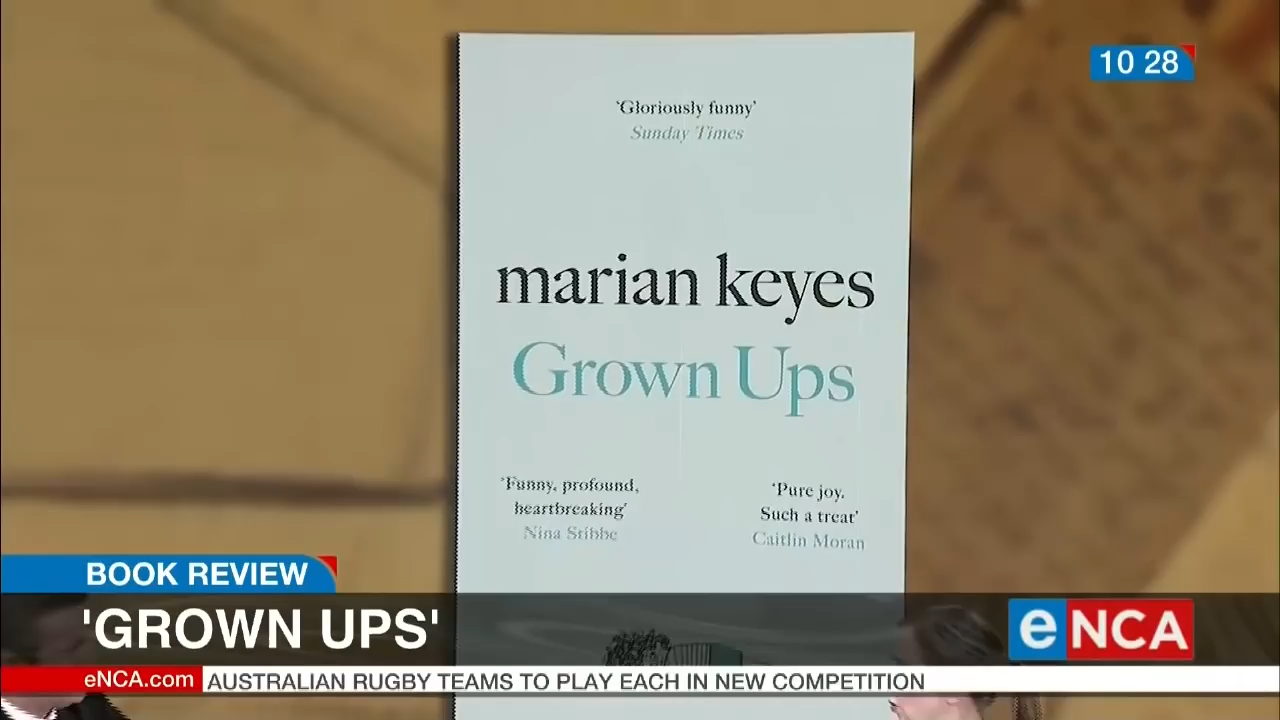 10 28
'Gloriously funny'
Sunday Times
marian keyes
Grown Ups
'Funny, profound,
heartbreaking'
Nina Stibbe
'Pure joy.
Such a treat'
Caitlin Moran
BOOK REVIEW
'GROWN UPS'
eNCA
eNCA.com AUSTRALIAN RUGBY TEAMS TO PLAY EACH IN NEW COMPETITION